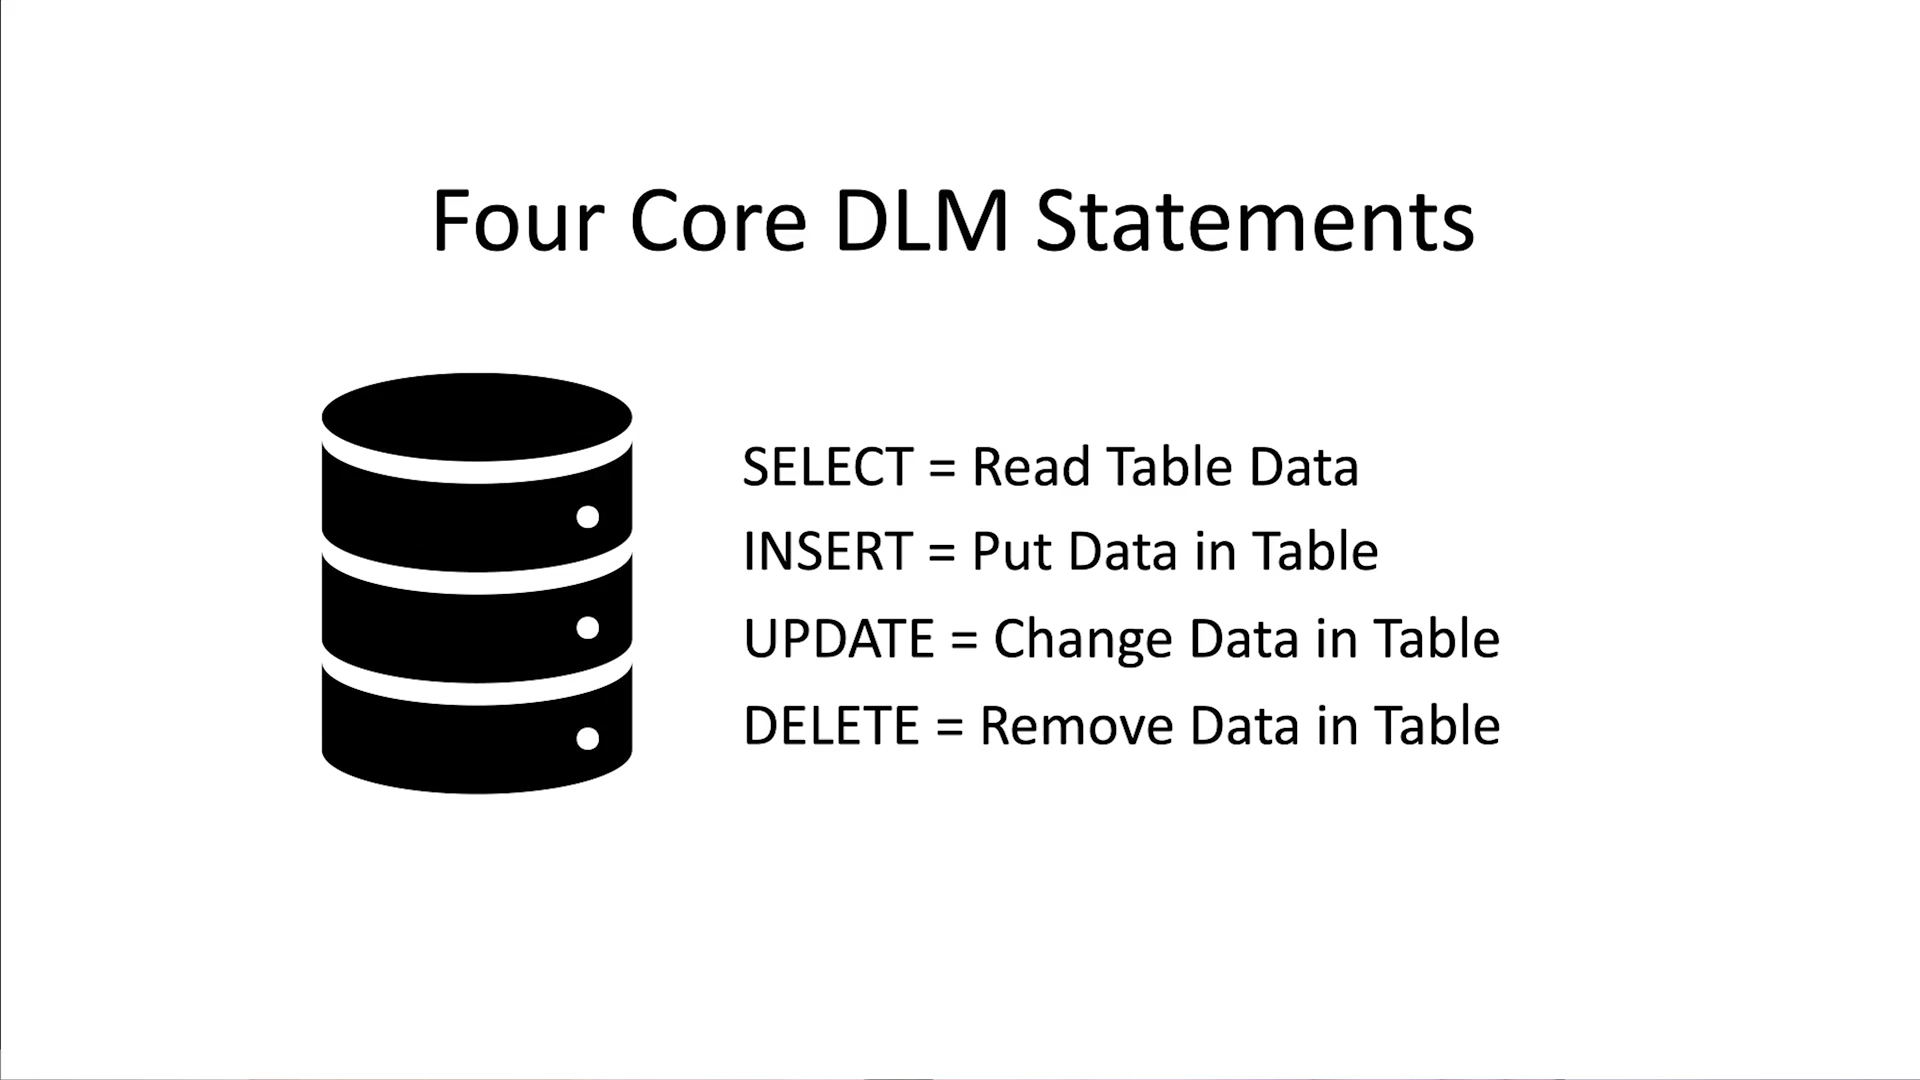 Four Core DLM Statements
SELECT = Read Table Data
INSERT = Put Data in Table
UPDATE = Change Data in Table
DELETE = Remove Data in Table